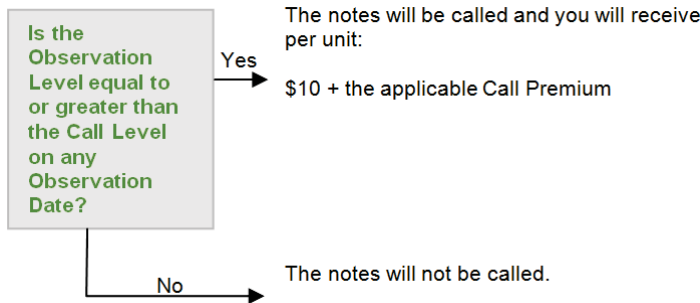 Is the
Observation
Level equal to
or greater than
the Call Level
on any
Observation
Date?
Yes
The notes will be called and you will receive
per unit:
$10 + the applicable Call Premium
No
The notes will not be called.